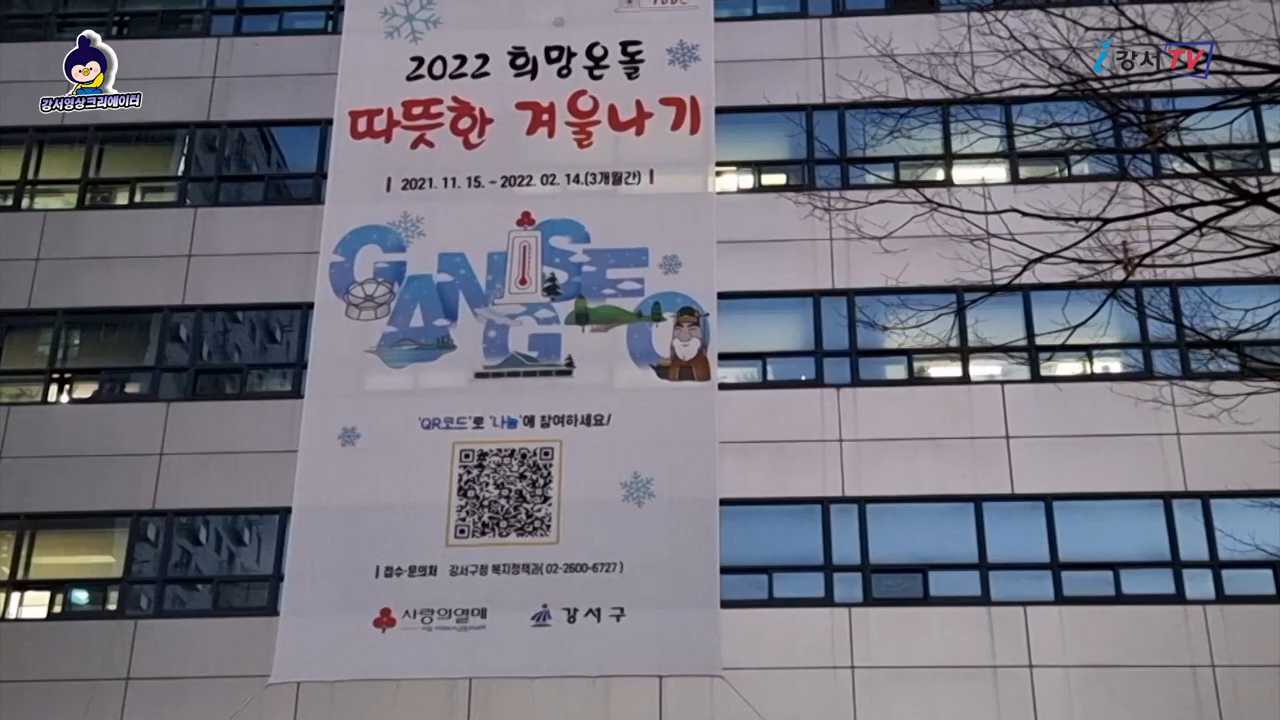 강서영상크리에이터
i강서TV
2022 희망온돌
따뜻한 겨울나기
2021. 11. 15. ~ 2022. 02. 14.(3개월간)
GANGSEO
'QR코드'로 '나눔'에 참여하세요!
접수·문의처 강서구청 복지정책과( 02-2600-6727 )
사랑의열매
강서구